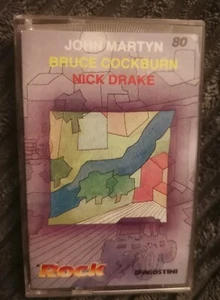 JOHN MARTYN
80
BRUCE COCKBURN
NICK DRAKE
Rock
DeAGOSTINI